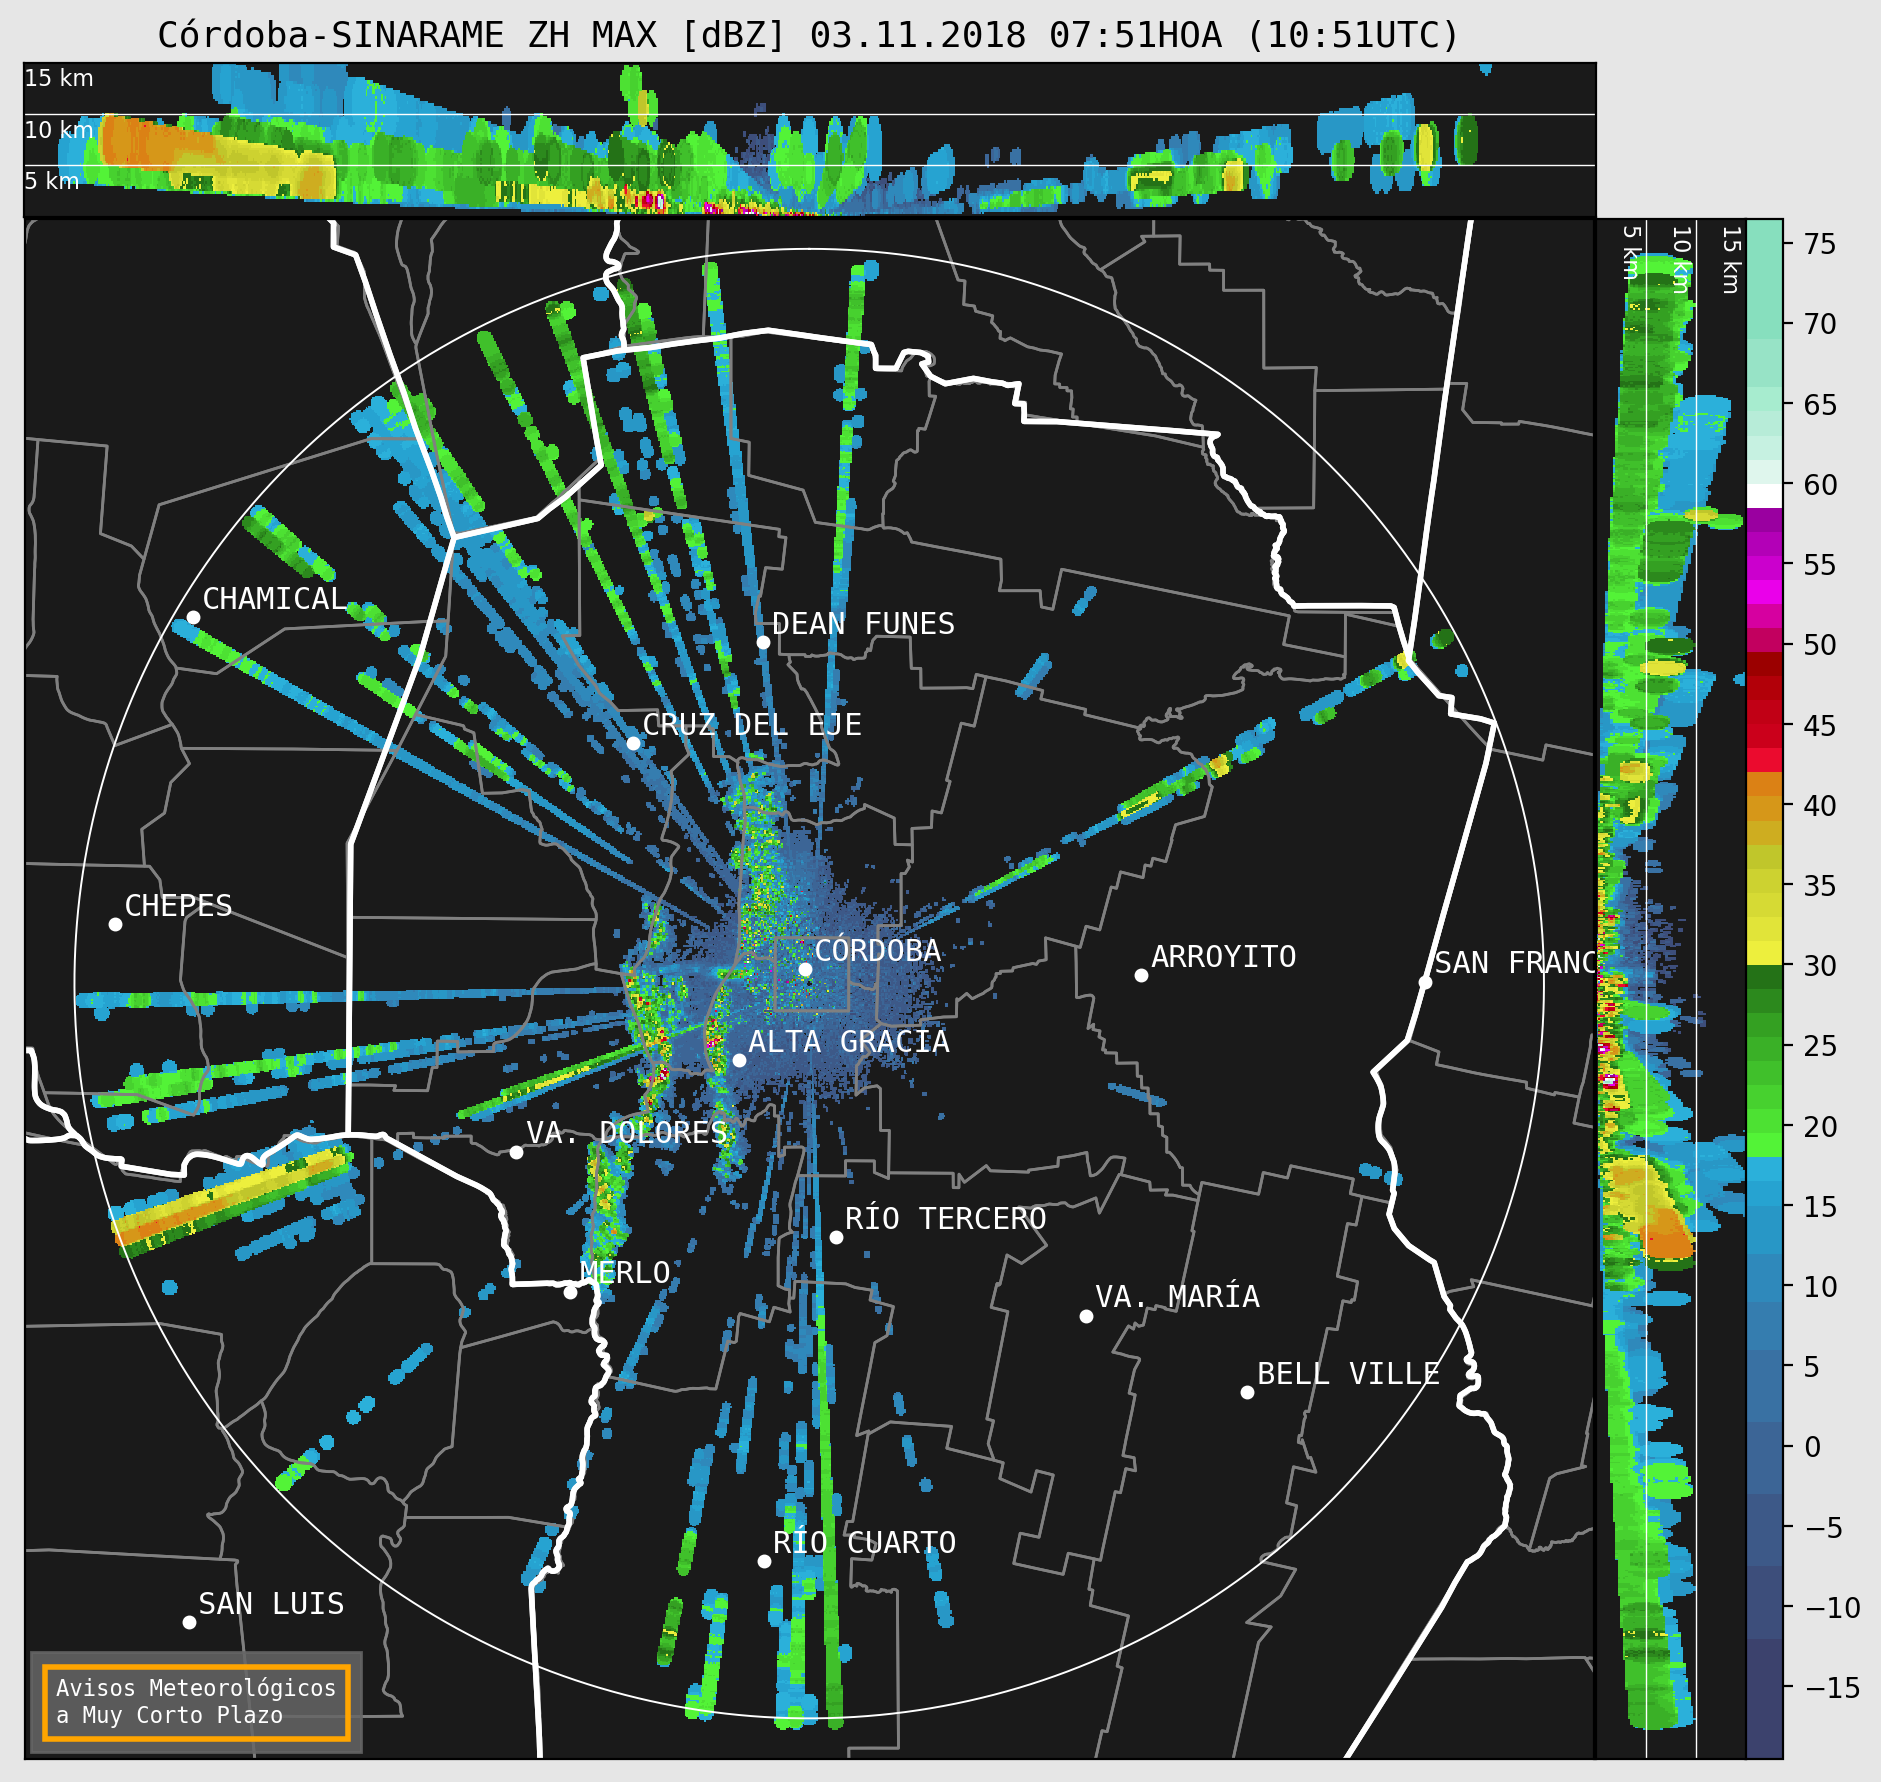 Córdoba-SINARAME ZH MAX [dBZ] 03.11.2018 07:51HOA (10:51UTC)
15 km
10 km
5 km
5 km
10 km
15 km
75
70
65
60
55
50
45
40
35
30
25
20
15
10
5
0
−5
−10
−15
CHAMICAL
DEAN FUNES
CRUZ DEL EJE
CHEPES
CÓRDOBA
ARROYITO
SAN FRANC
ALTA GRACIA
VA. DOLORES
RÍO TERCERO
MERLO
VA. MARÍA
BELL VILLE
RÍO CUARTO
SAN LUIS
Avisos Meteorológicos
a Muy Corto Plazo